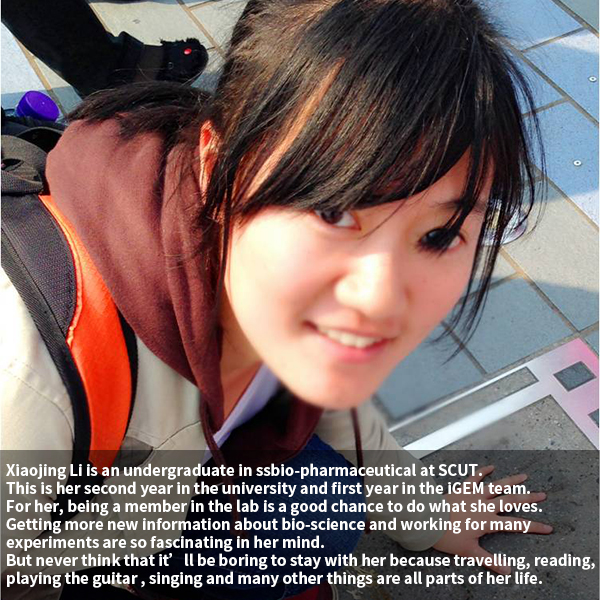 Xiaojing Li is an undergraduate in ssbio-pharmaceutical at SCUT.
This is her second year in the university and first year in the iGEM team.
For her, being a member in the lab is a good chance to do what she loves.
Getting more new information about bio-science and working for many
experiments are so fascinating in her mind.
But never think that it’ll be boring to stay with her because travelling, reading,
playing the guitar , singing and many other things are all parts of her life.